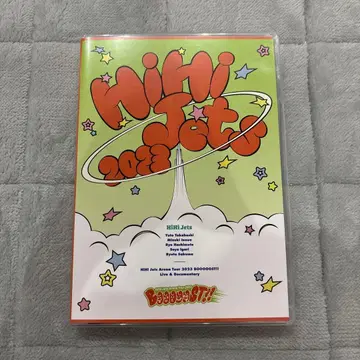 HiHi
Jets
2023
HiHi Jets
Yuto Takahashi
Mizuki Inoue
Ryo Hashimoto
Soya Igari
Ryuto Sakuma
HiHi Jets Arena Tour 2023 BOOOOOST!!
Live & Documentary
BOOOOOST!!